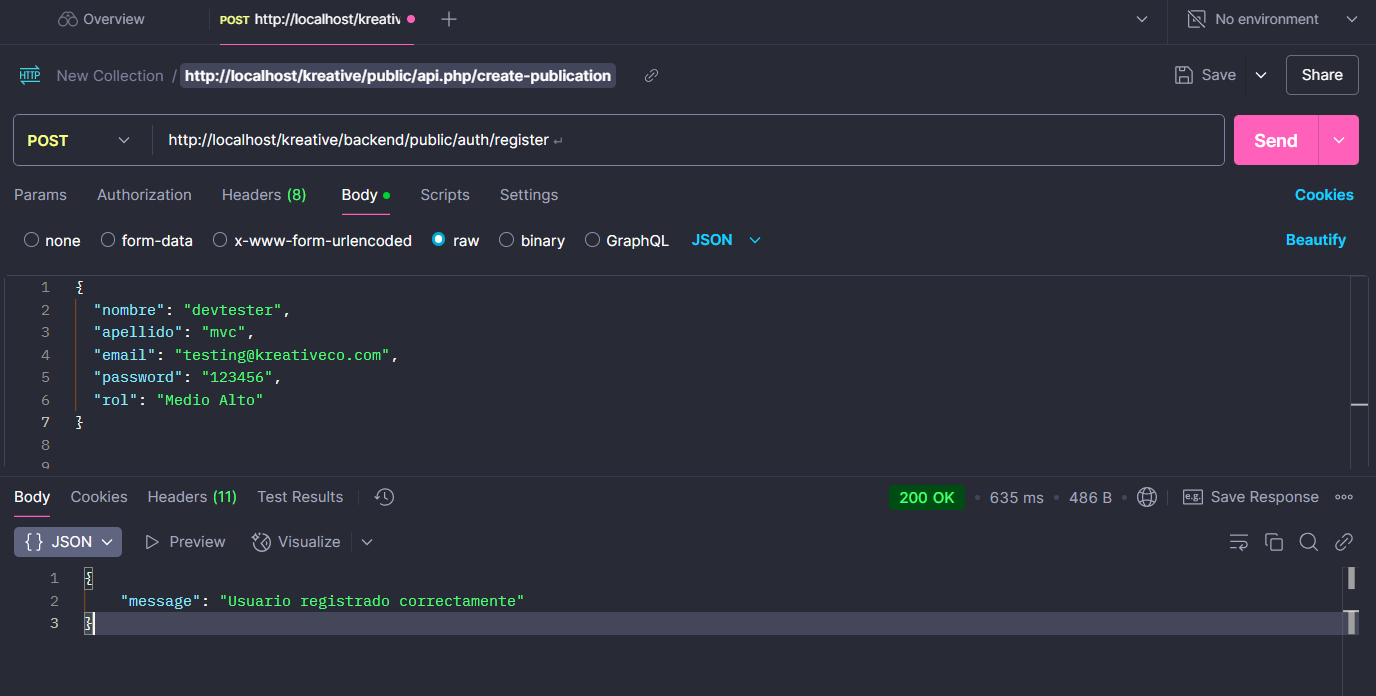 Overview
POST http://localhost/kreativ
No environment
HTTP New Collection / http://localhost/kreative/public/api.php/create-publication
Save
Share
POST http://localhost/kreative/backend/public/auth/register
Send
Params Authorization Headers (8) Body Scripts Settings Cookies
none form-data x-www-form-urlencoded raw binary GraphQL JSON Beautify
1 {
2 "nombre": "devtester",
3 "apellido": "mvc",
4 "email": "testing@kreativeco.com",
5 "password": "123456",
6 "rol": "Medio Alto"
7 }
8
9
Body Cookies Headers (11) Test Results 200 OK • 635 ms • 486 B • e.g. Save Response
{} JSON Preview Visualize
1 {
2 "message": "Usuario registrado correctamente"
3 }